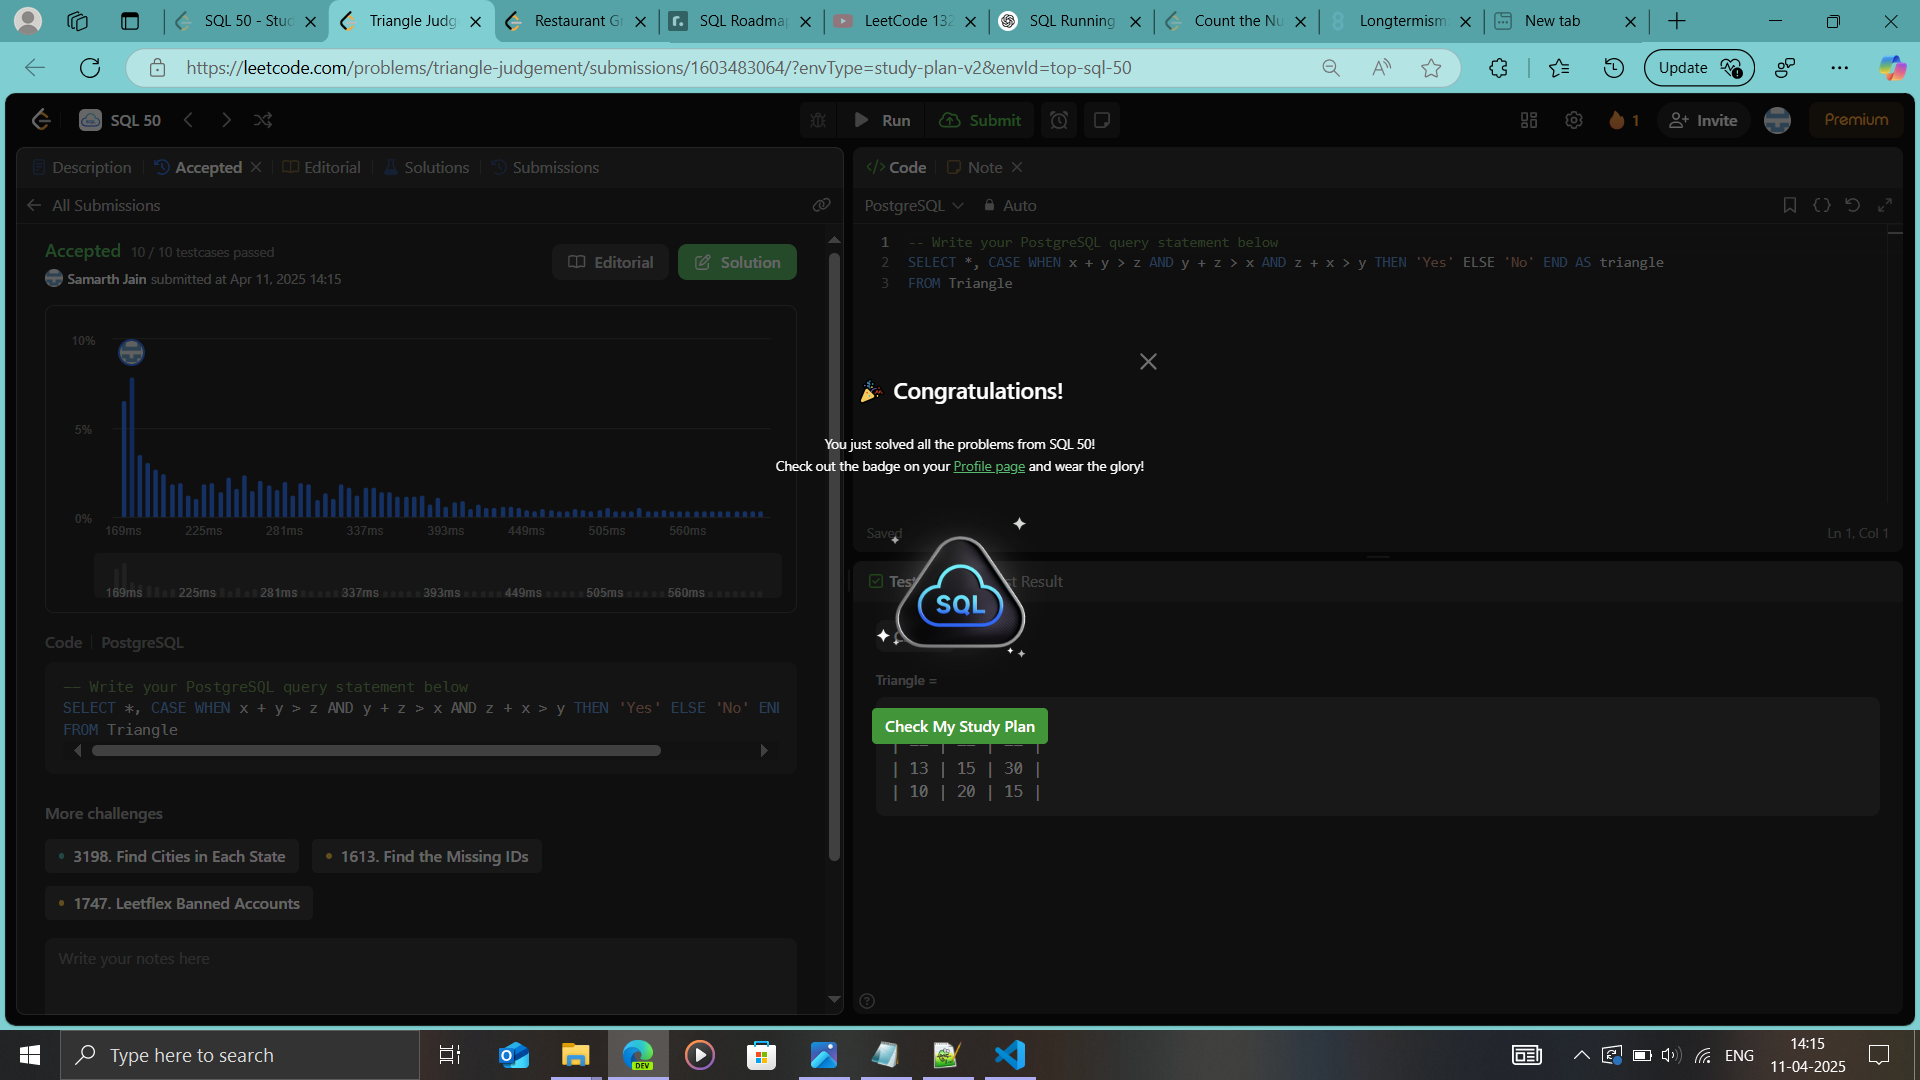 SQL 50 - Stud
Triangle Judg
Restaurant Gr
SQL Roadmap
LeetCode 132
SQL Running
Count the Nu
Longtermism
New tab
https://leetcode.com/problems/triangle-judgement/submissions/1603483064/?envType=study-plan-v2&envId=top-sql-50
Update
SQL 50
Run
Submit
1
Invite
Premium
Description
Accepted
Editorial
Solutions
Submissions
All Submissions
Accepted 10 / 10 testcases passed
Samarth Jain submitted at Apr 11, 2025 14:15
Editorial
Solution
10%
5%
0%
169ms 225ms 281ms 337ms 393ms 449ms 505ms 560ms
169ms 225ms 281ms 337ms 393ms 449ms 505ms 560ms
Code | PostgreSQL
-- Write your PostgreSQL query statement below
SELECT *, CASE WHEN x + y > z AND y + z > x AND z + x > y THEN 'Yes' ELSE 'No' EN
FROM Triangle
More challenges
3198. Find Cities in Each State
1613. Find the Missing IDs
1747. Leetflex Banned Accounts
Write your notes here
Code
Note
PostgreSQL
Auto
1 -- Write your PostgreSQL query statement below
2 SELECT *, CASE WHEN x + y > z AND y + z > x AND z + x > y THEN 'Yes' ELSE 'No' END AS triangle
3 FROM Triangle
Congratulations!
You just solved all the problems from SQL 50!
Check out the badge on your Profile page and wear the glory!
Saved
Ln 1, Col 1
Result
SQL
Triangle =
Check My Study Plan
| 13 | 15 | 30 |
| 10 | 20 | 15 |
Type here to search
DEV
ENG
14:15
11-04-2025